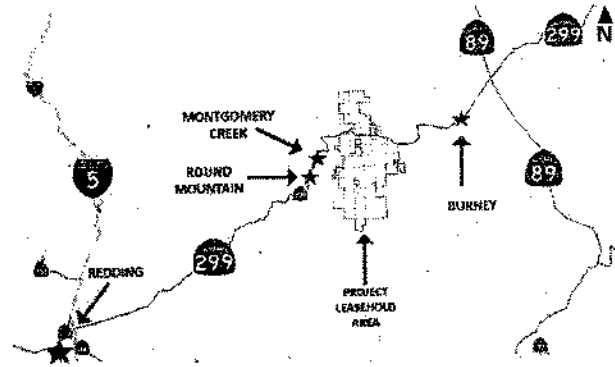 89
299
N
MONTGOMERY
CREEK
5
ROUND
MOUNTAIN
89
BURNEY
299
REDDING
PROJECT
LEASEHOLD
AREA